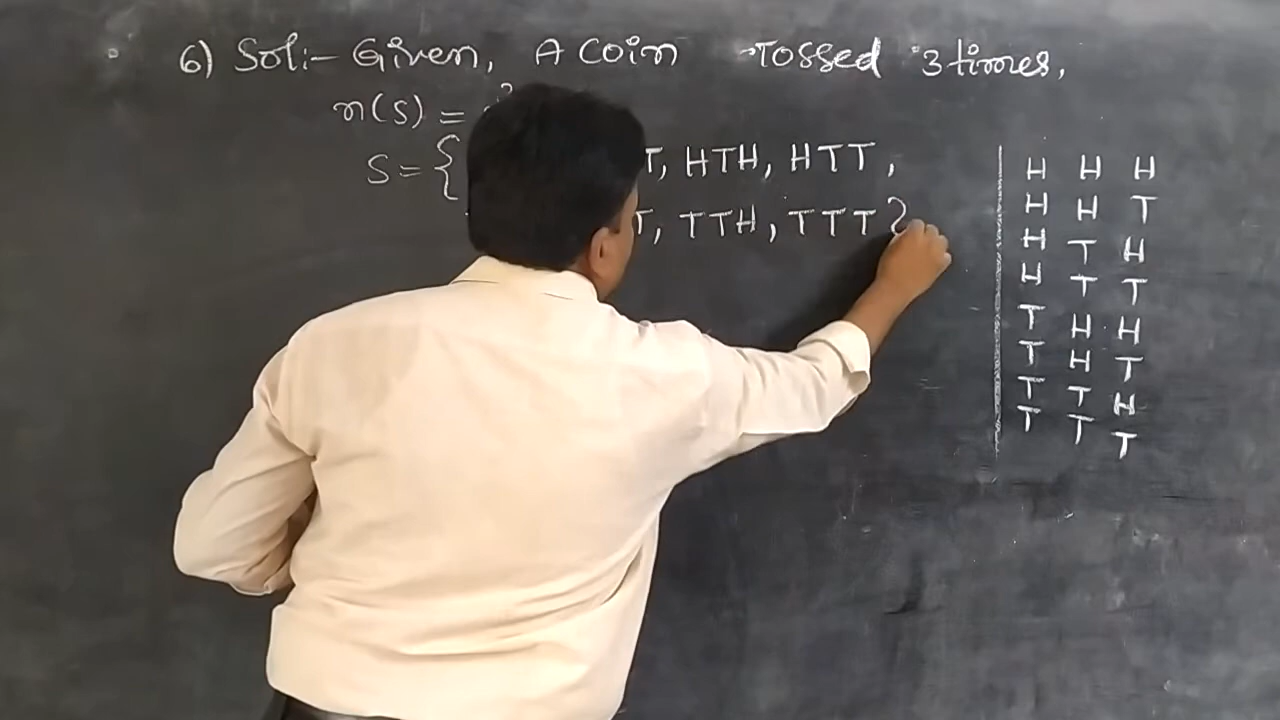 6) Sol:- Given, A Coin Tossed 3 times,
n(S) =
S = { T, HTH, HTT,
T, TTH, TTT }
H H H
H H T
H T H
H T T
T H H
T H T
T T H
T T T